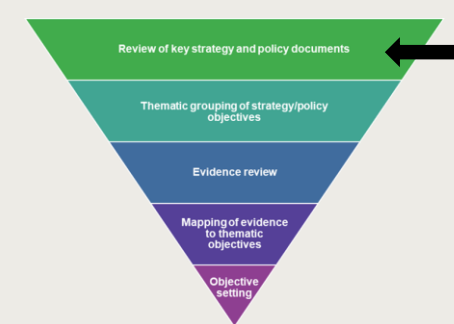 Review of key strategy and policy documents
Thematic grouping of strategy/policy
objectives
Evidence review
Mapping of evidence
to thematic
objectives
Objective
setting